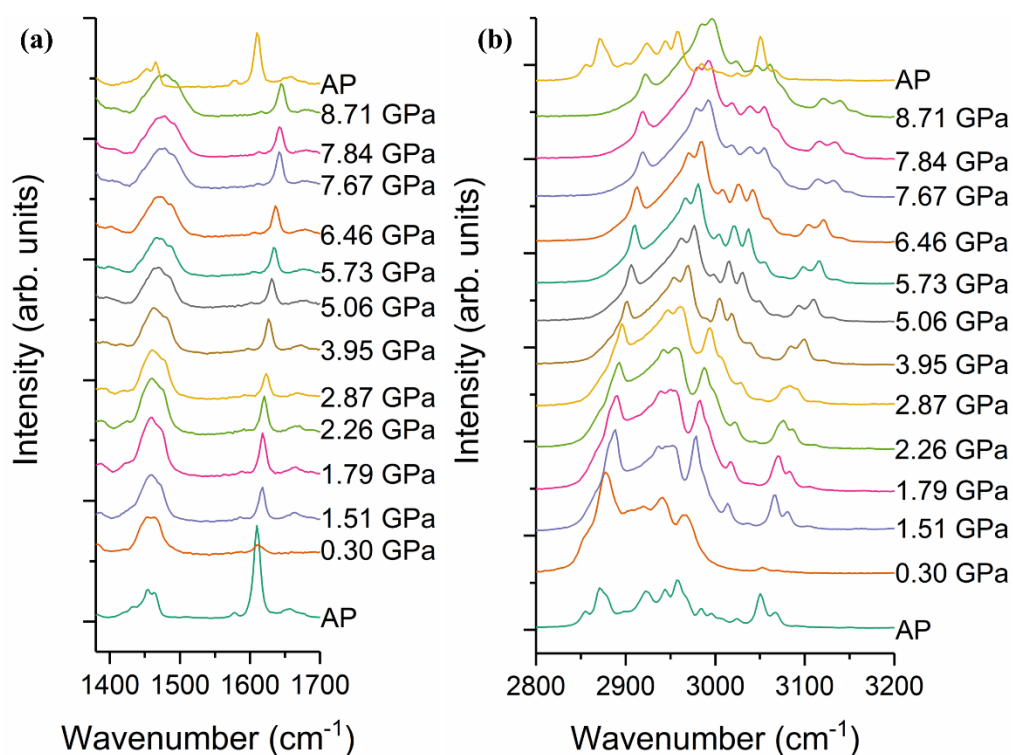 (a)
Intensity (arb. units)
AP
8.71 GPa
7.84 GPa
7.67 GPa
6.46 GPa
5.73 GPa
5.06 GPa
3.95 GPa
2.87 GPa
2.26 GPa
1.79 GPa
1.51 GPa
0.30 GPa
AP
1400 1500 1600 1700
Wavenumber (cm-1)
(b)
Intensity (arb. units)
AP
8.71 GPa
7.84 GPa
7.67 GPa
6.46 GPa
5.73 GPa
5.06 GPa
3.95 GPa
2.87 GPa
2.26 GPa
1.79 GPa
1.51 GPa
0.30 GPa
AP
2800 2900 3000 3100 3200
Wavenumber (cm-1)